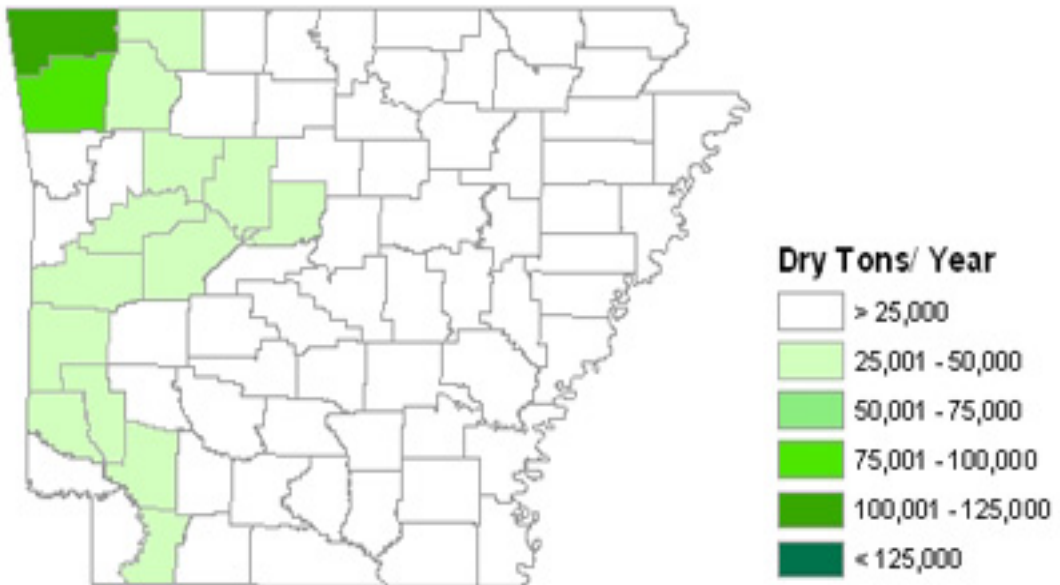 Dry Tons/ Year
> 25,000
25,001 - 50,000
50,001 - 75,000
75,001 - 100,000
100,001 - 125,000
< 125,000